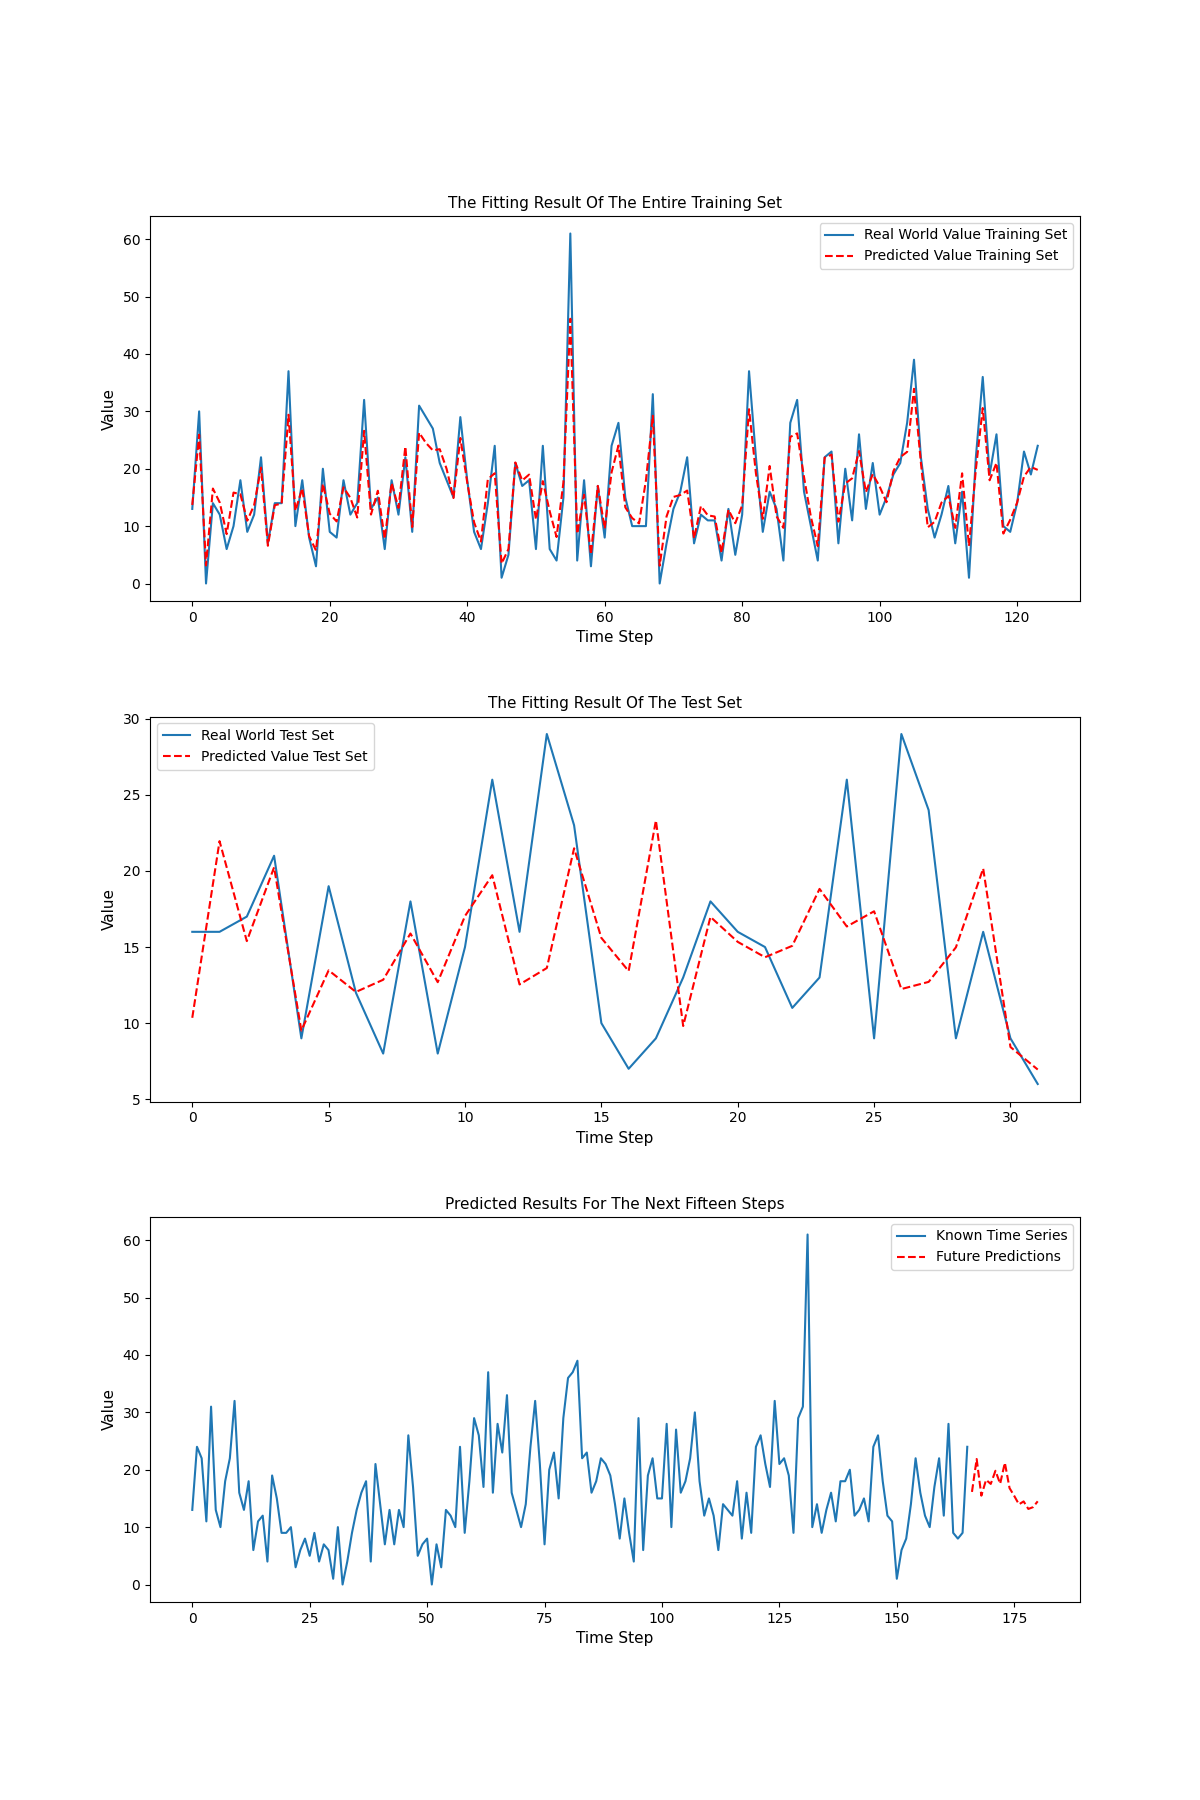 The Fitting Result Of The Entire Training Set
60
50
40
30
20
10
0
Value
Real World Value Training Set
Predicted Value Training Set
0 20 40 60 80 100 120
Time Step
The Fitting Result Of The Test Set
30
25
20
15
10
5
Value
Real World Test Set
Predicted Value Test Set
0 5 10 15 20 25 30
Time Step
Predicted Results For The Next Fifteen Steps
60
50
40
30
20
10
0
Value
Known Time Series
Future Predictions
0 25 50 75 100 125 150 175
Time Step